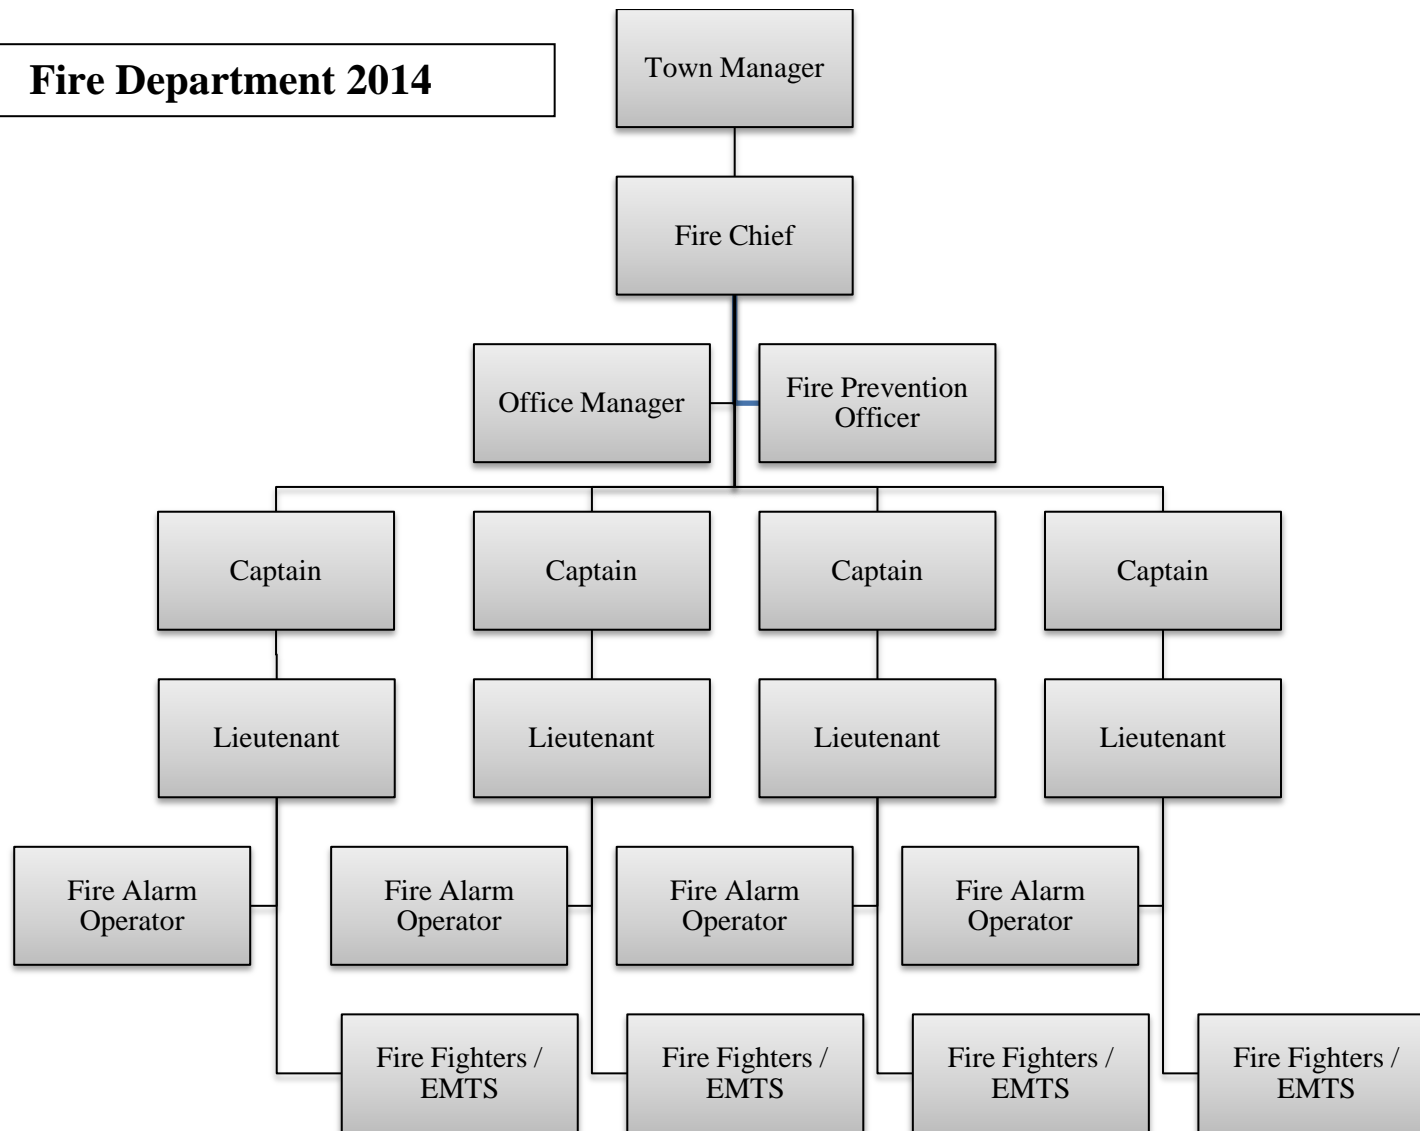 Fire Department 2014
Town Manager
Fire Chief
Office Manager
Fire Prevention
Officer
Captain
Captain
Captain
Captain
Lieutenant
Lieutenant
Lieutenant
Lieutenant
Fire Alarm
Operator
Fire Alarm
Operator
Fire Alarm
Operator
Fire Alarm
Operator
Fire Fighters /
EMTS
Fire Fighters /
EMTS
Fire Fighters /
EMTS
Fire Fighters /
EMTS